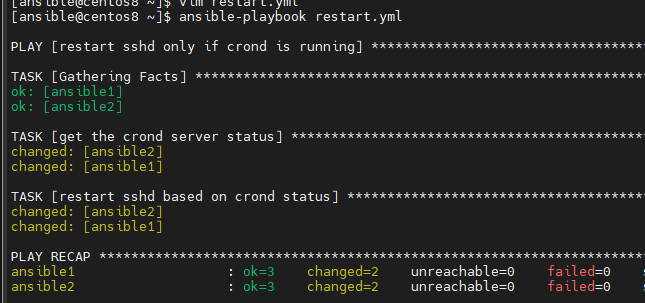 [ansible@centos8 ~]$ vim restart.yml
[ansible@centos8 ~]$ ansible-playbook restart.yml
PLAY [restart sshd only if crond is running] **********************************
TASK [Gathering Facts] ********************************************************
ok: [ansible1]
ok: [ansible2]
TASK [get the crond server status] ********************************************
changed: [ansible2]
changed: [ansible1]
TASK [restart sshd based on crond status] *************************************
changed: [ansible2]
changed: [ansible1]
PLAY RECAP ********************************************************************
ansible1 : ok=3 changed=2 unreachable=0 failed=0 s
ansible2 : ok=3 changed=2 unreachable=0 failed=0 s